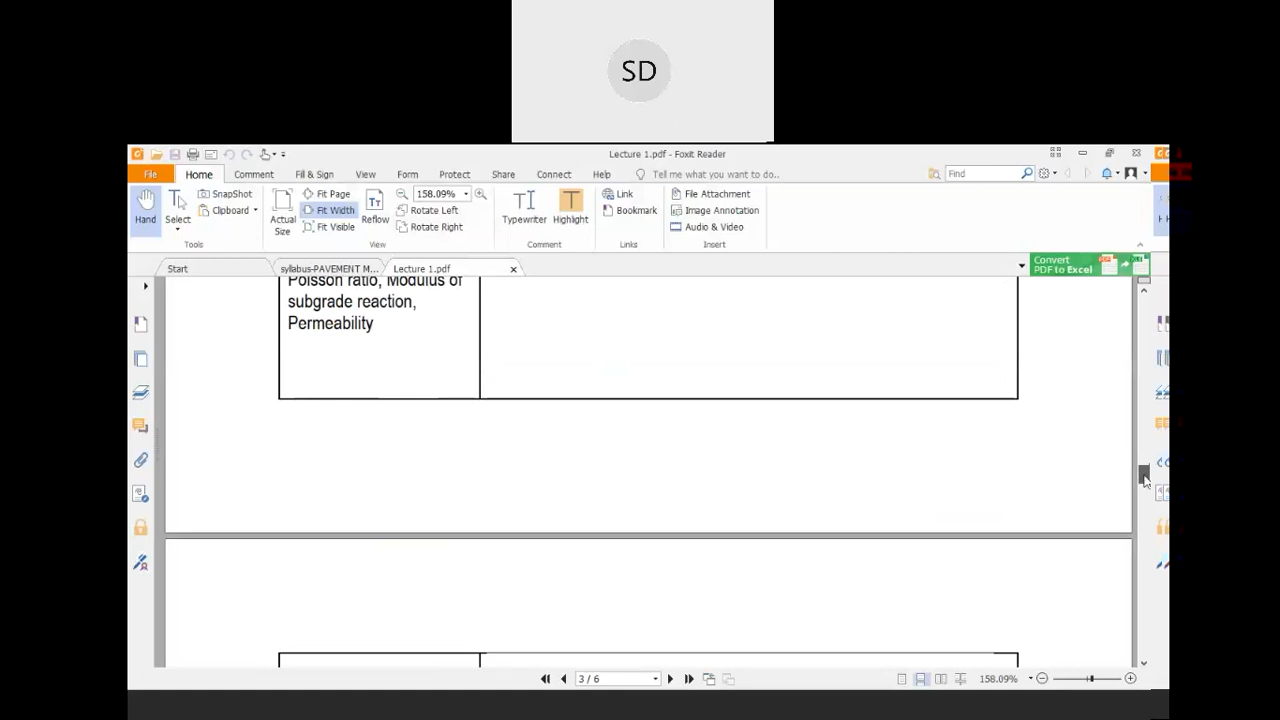 SD
Lecture 1.pdf - Foxit Reader
File Home Comment Fill & Sign View Form Protect Share Connect Help Tell me what you want to do.. Find
Hand
Select
SnapShot
Clipboard
Tools
Actual Size
Fit Page
Fit Width
Fit Visible
Reflow
158.09%
Rotate Left
Rotate Right
View
Typewriter
Highlight
Comment
Link
Bookmark
Links
File Attachment
Image Annotation
Audio & Video
Insert
Start
syllabus-PAVEMENT M...
Lecture 1.pdf
Convert
PDF to Excel
Poisson ratio, Modulus of
subgrade reaction,
Permeability
3 / 6
158.09%